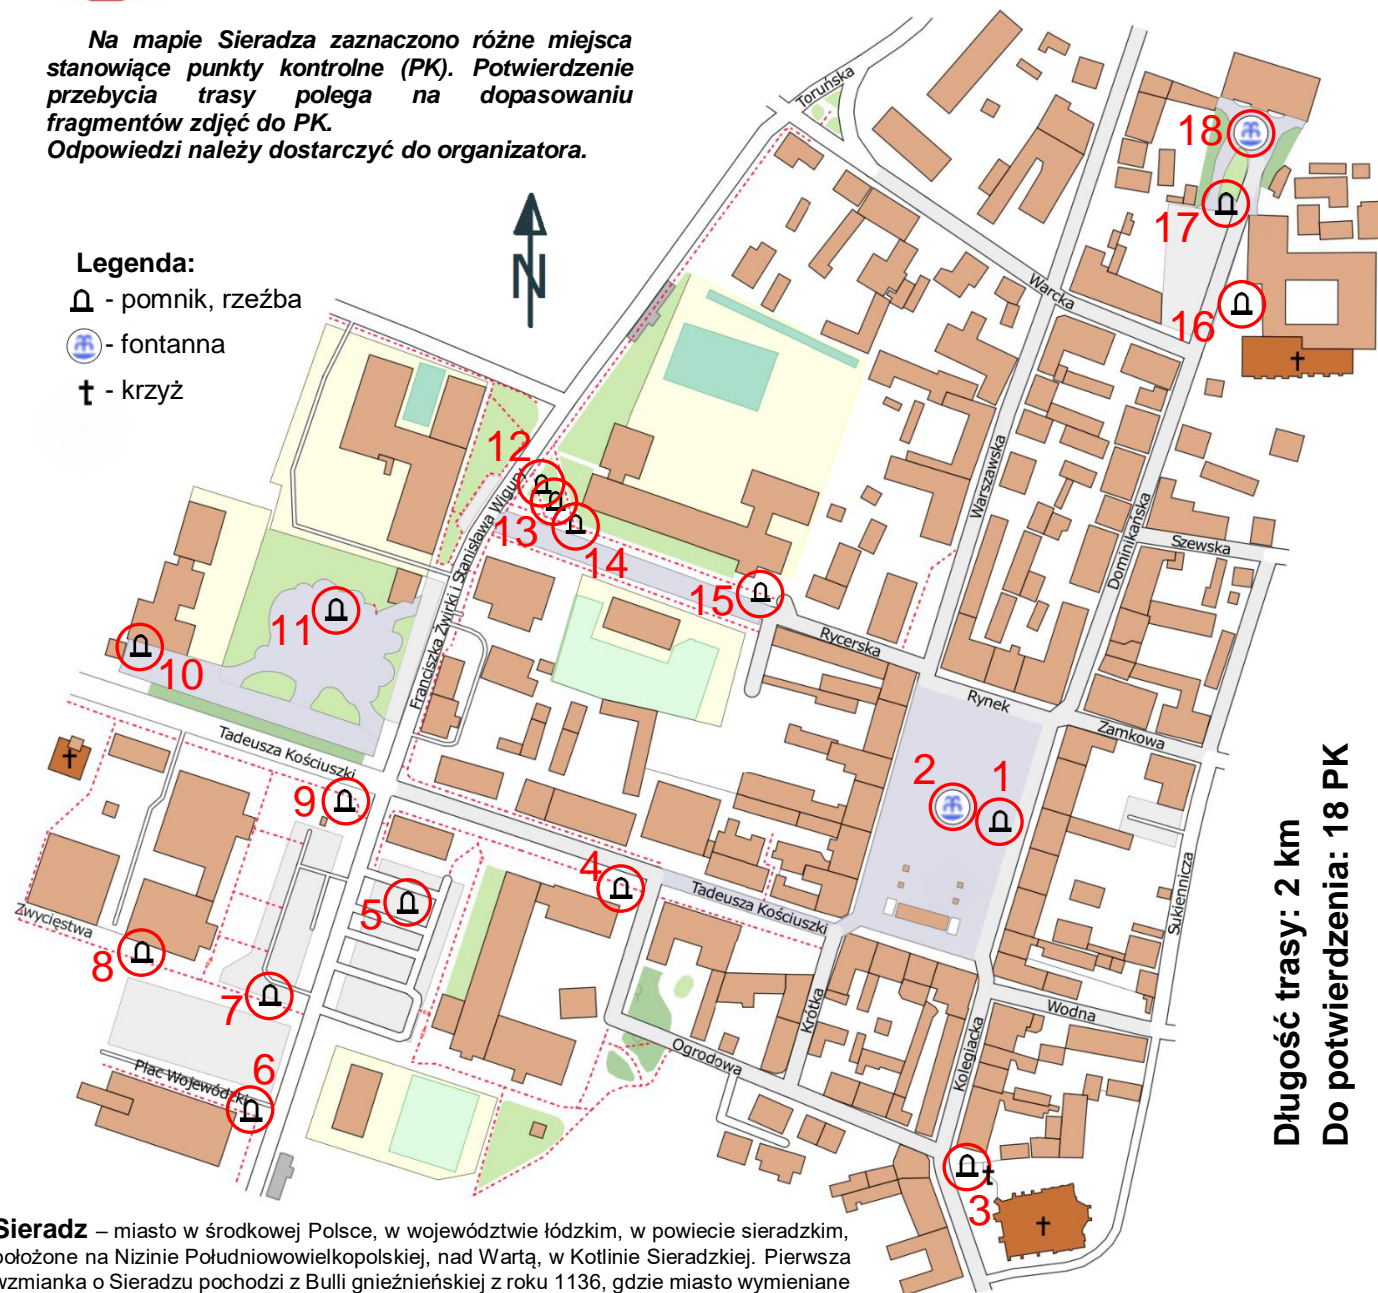 Na mapie Sieradza zaznaczono różne miejsca
stanowiące punkty kontrolne (PK). Potwierdzenie
przebycia trasy polega na dopasowaniu
fragmentów zdjęć do PK.
Odpowiedzi należy dostarczyć do organizatora.
Toruńska
18
17
N
Legenda:
- pomnik, rzeźba
- fontanna
- krzyż
Warcka
16
12
Franciszka Żwirki i Stanisława Wigury
Warszawska
Dominikańska
13
14
Szewska
15
11
Rycerska
10
Rynek
Zamkowa
Tadeusza Kościuszki
9
2
1
4
Tadeusza Kościuszki
5
Sukiennicza
Zwycięstwa
8
7
Krótka
Kolegiacka
Wodna
Ogrodowa
6
Plac Wojewódzki
3
Długość trasy: 2 km
Do potwierdzenia: 18 PK
Sieradz – miasto w środkowej Polsce, w województwie łódzkim, w powiecie sieradzkim,
położone na Nizinie Południowowielkopolskiej, nad Wartą, w Kotlinie Sieradzkiej. Pierwsza
wzmianka o Sieradzu pochodzi z Bulli gnieźnieńskiej z roku 1136, gdzie miasto wymieniane